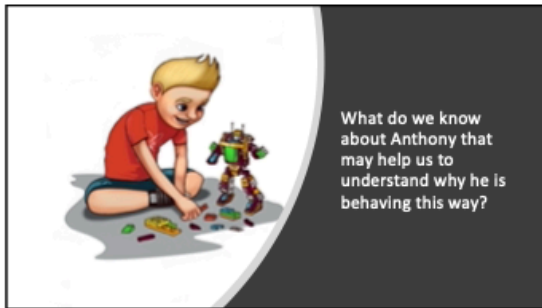 What do we know
about Anthony that
may help us to
understand why he is
behaving this way?